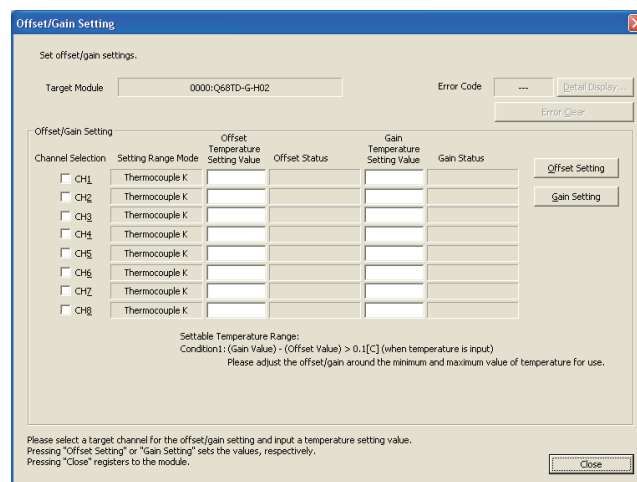 Offset/Gain Setting
Set offset/gain settings.
Target Module 0000:Q68TD-G-H02 Error Code --- Detail Display...
Error Clear
Offset/Gain Setting
Offset Gain
Temperature Temperature
Channel Selection Setting Range Mode Setting Value Offset Status Setting Value Gain Status
Offset Setting
CH1 Thermocouple K
CH2 Thermocouple K
Gain Setting
CH3 Thermocouple K
CH4 Thermocouple K
CH5 Thermocouple K
CH6 Thermocouple K
CH7 Thermocouple K
CH8 Thermocouple K
Settable Temperature Range:
Condition1: (Gain Value) - (Offset Value) > 0.1[C] (when temperature is input)
Please adjust the offset/gain around the minimum and maximum value of temperature for use.
Please select a target channel for the offset/gain setting and input a temperature setting value.
Pressing "Offset Setting" or "Gain Setting" sets the values, respectively.
Pressing "Close" registers to the module.
Close